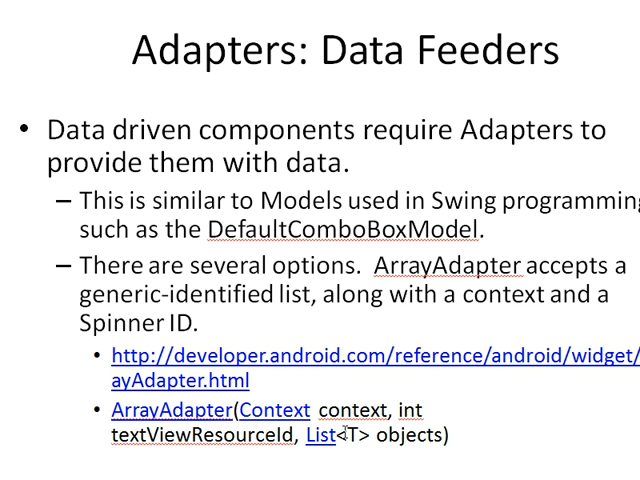 Adapters: Data Feeders
• Data driven components require Adapters to
provide them with data.
– This is similar to Models used in Swing programming
such as the DefaultComboBoxModel.
– There are several options. ArrayAdapter accepts a
generic-identified list, along with a context and a
Spinner ID.
• http://developer.android.com/reference/android/widget/
ayAdapter.html
• ArrayAdapter(Context context, int
textViewResourceId, List<T> objects)